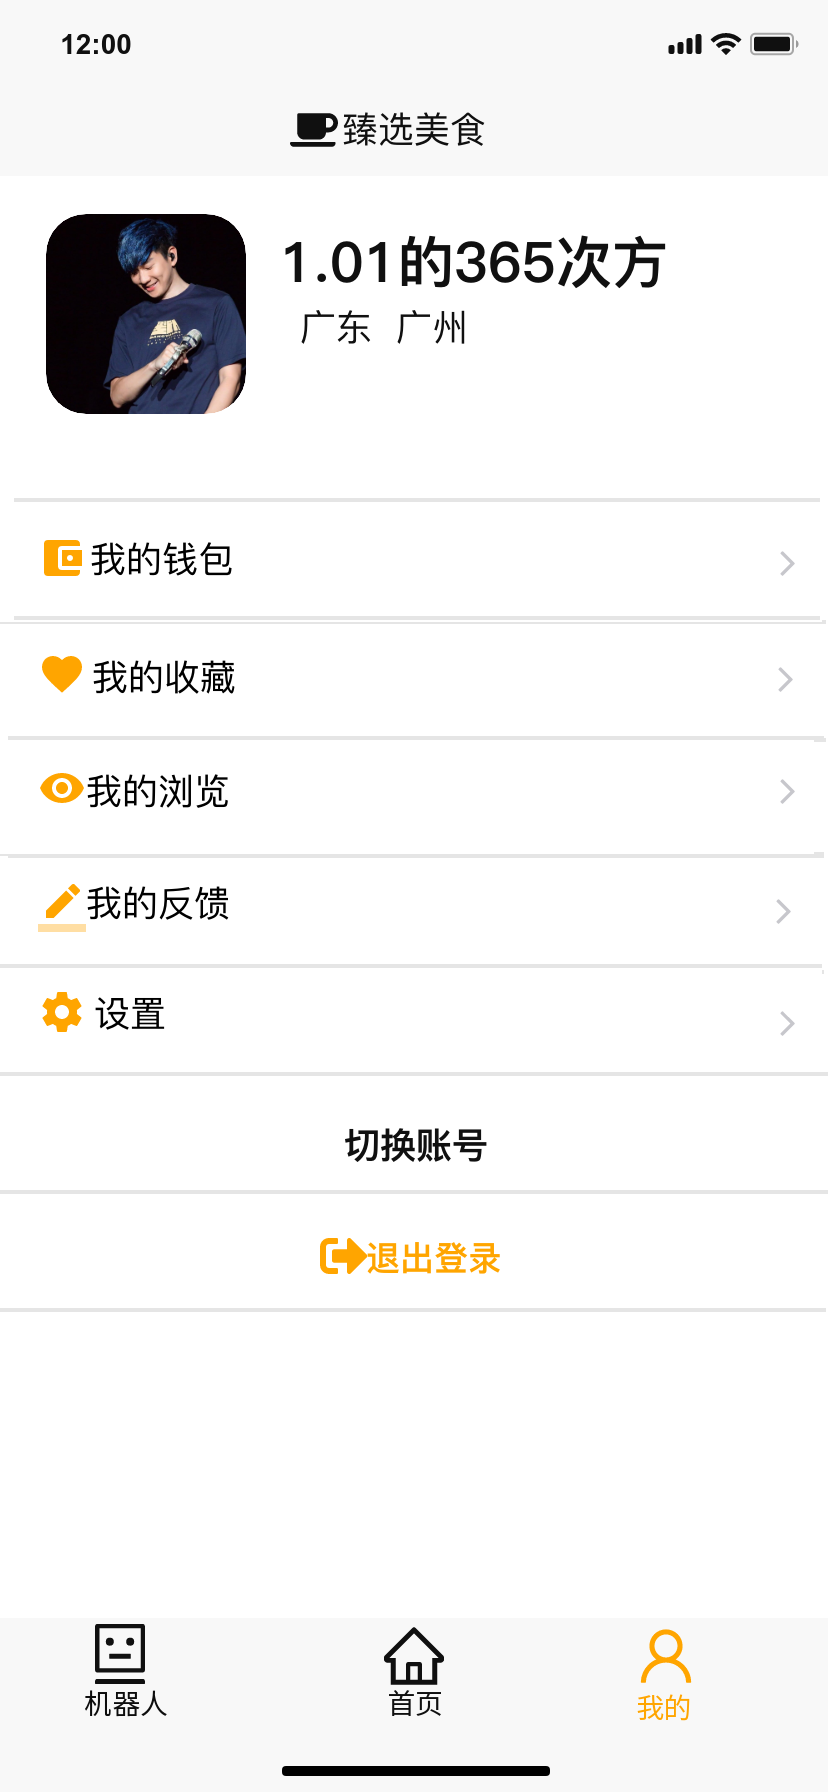 12:00
臻选美食
1.01的365次方
广东 广州
我的钱包
我的收藏
我的浏览
我的反馈
设置
切换账号
退出登录
机器人 首页 我的